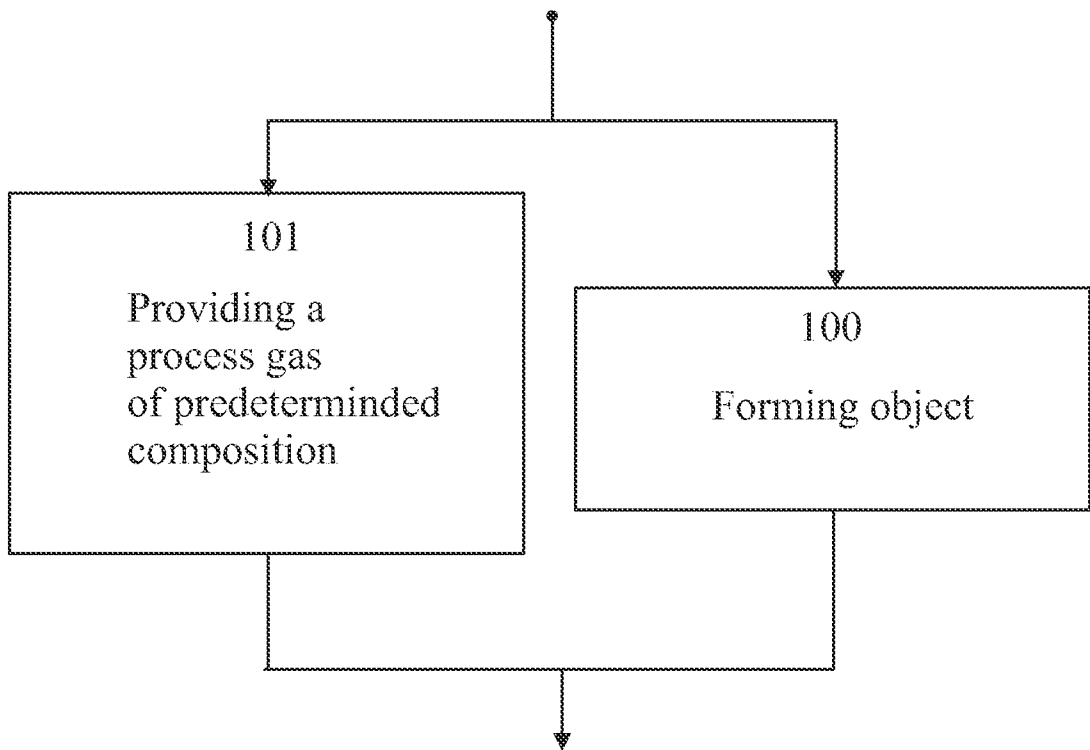 101
Providing a
process gas
of predeterminded
composition
100
Forming object